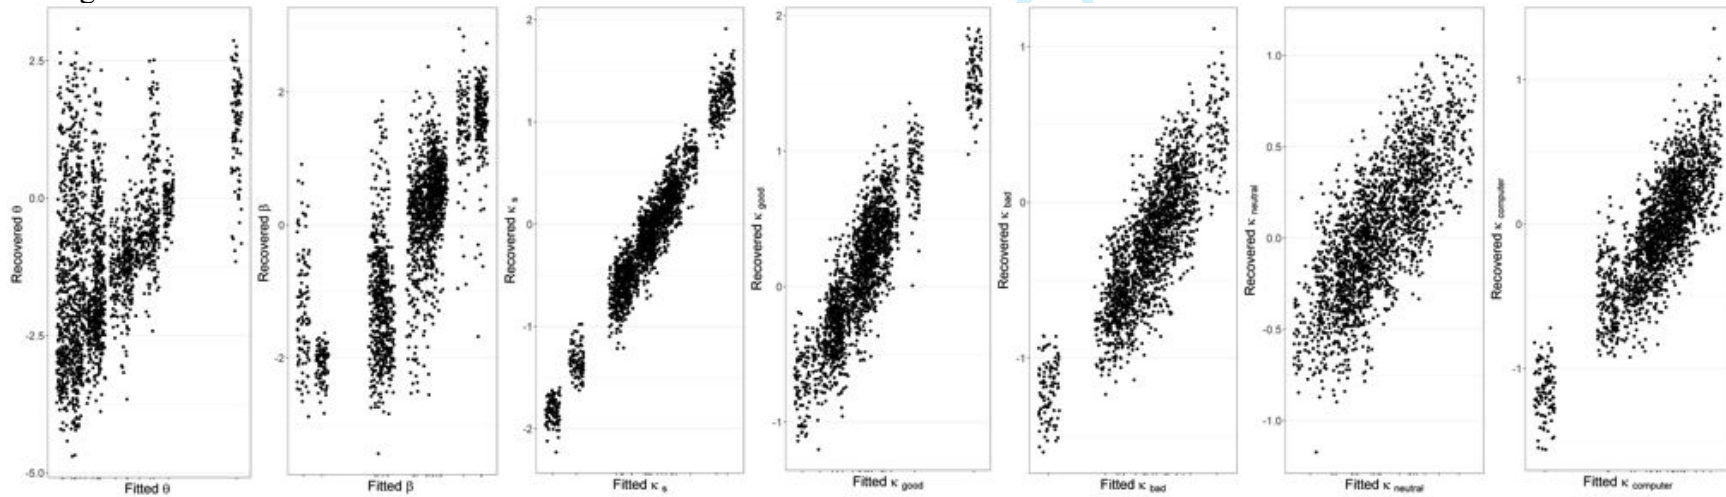 Recovered θ
2.5
0.0
-2.5
-5.0
Fitted θ
Recovered β
2
0
-2
Fitted β
Recovered κ s
2
1
0
-1
-2
Fitted κ s
Recovered κ good
2
1
0
-1
Fitted κ good
Recovered κ bad
1
0
-1
Fitted κ bad
Recovered κ neutral
1.0
0.5
0.0
-0.5
-1.0
Fitted κ neutral
Recovered κ computer
1
0
-1
Fitted κ computer